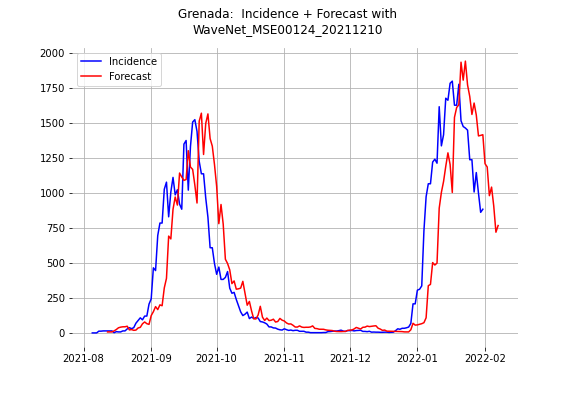 Grenada:  Incidence + Forecast with
WaveNet_MSE00124_20211210
Incidence
Forecast
2000
1750
1500
1250
1000
750
500
250
0
2021-08 2021-09 2021-10 2021-11 2021-12 2022-01 2022-02